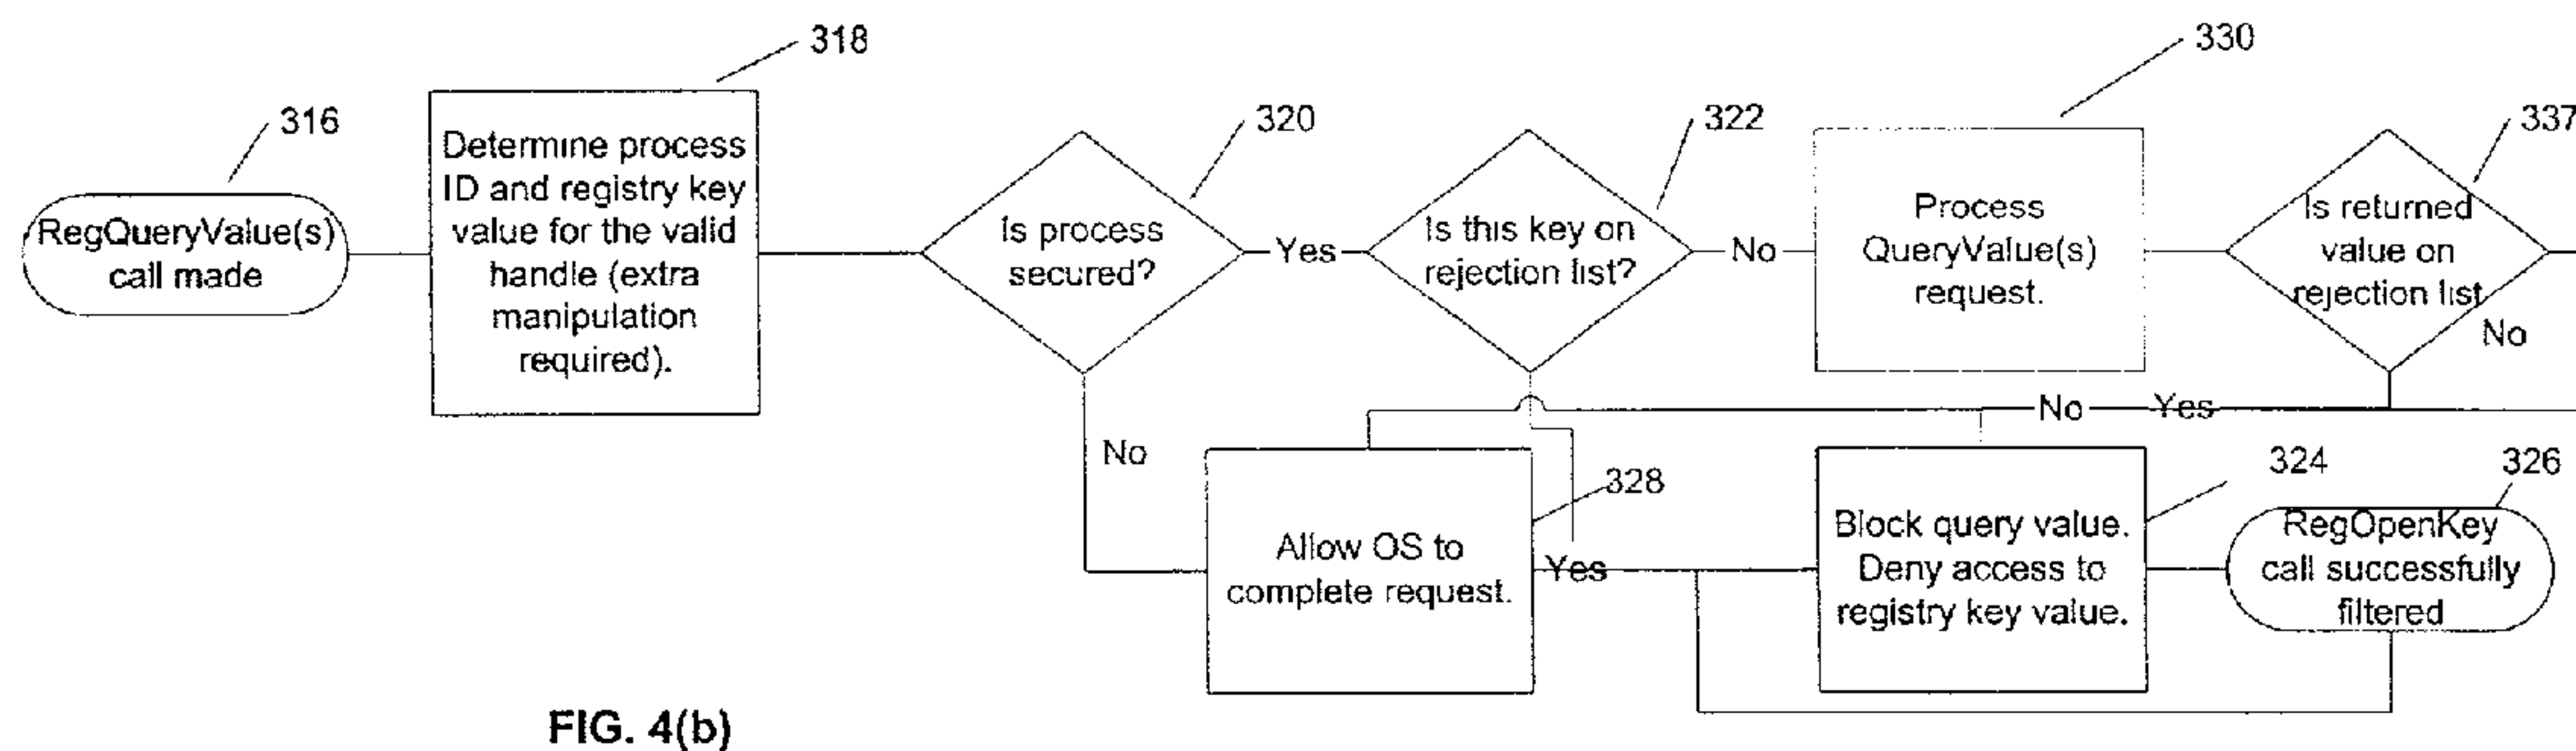 316
RegQueryValue(s)
call made
318
Determine process
ID and registry key
value for the valid
handle (extra
manipulation
required).
320
Is process
secured?
Yes
No
322
Is this key on
rejection list?
No
Yes
330
Process
QueryValue(s)
request.
337
Is returned
value on
rejection list
No
No
Yes
328
Allow OS to
complete request.
324
Block query value.
Deny access to
registry key value.
326
RegOpenKey
call successfully
filtered
FIG. 4(b)